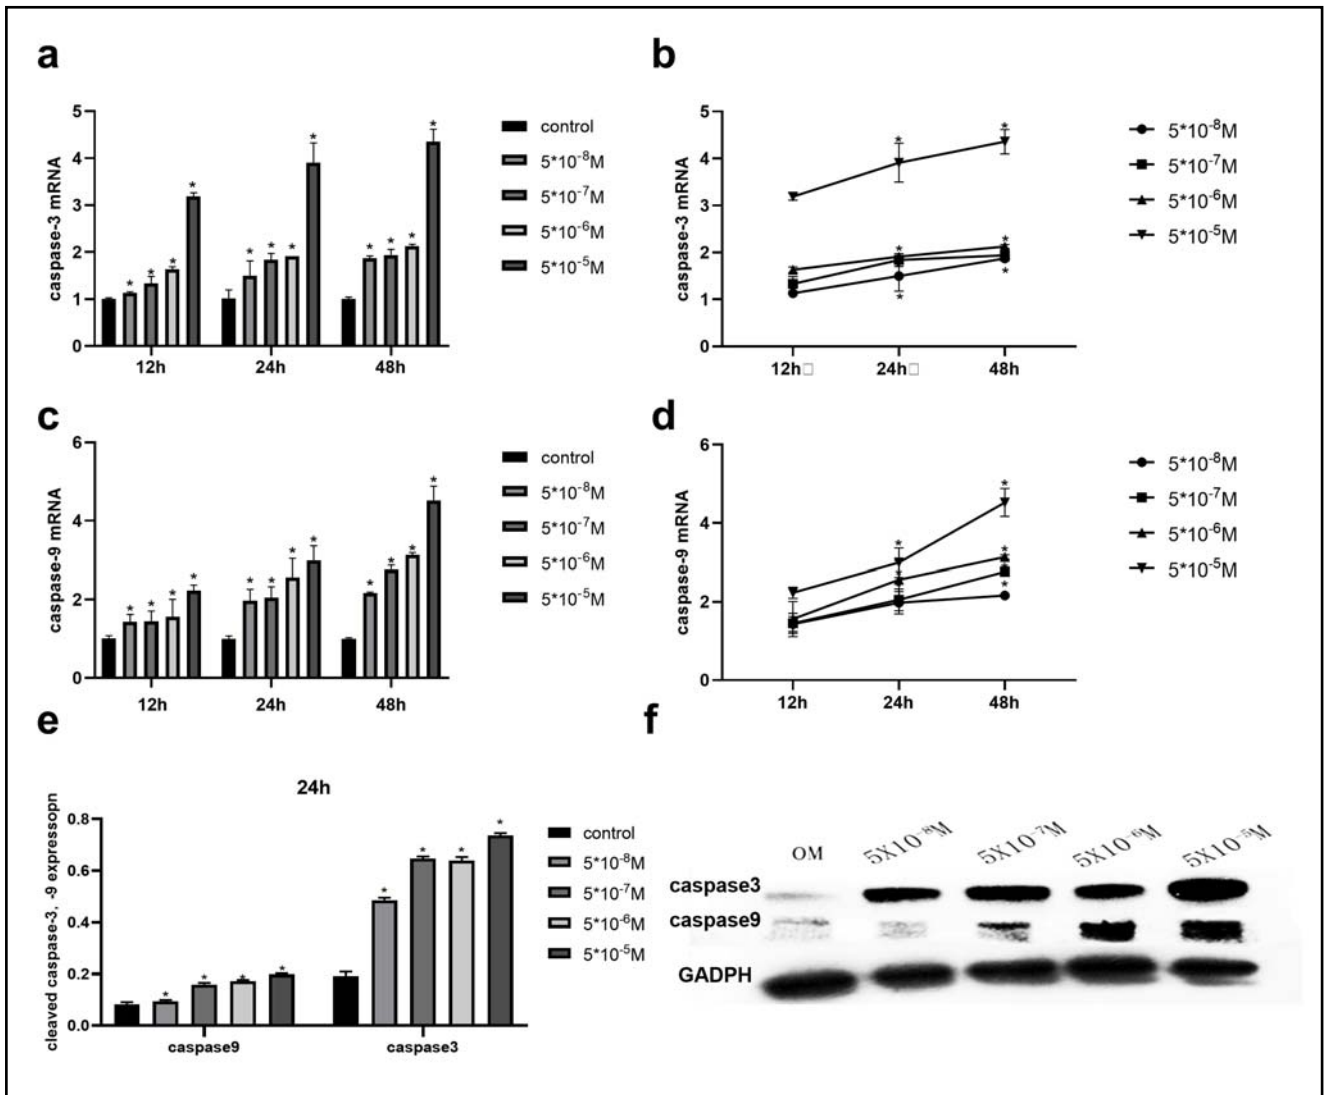 a
5
4
3
2
1
0
caspase-3 mRNA
* * * *
* * * *
* * * *
12h 24h 48h
control
5*10⁻⁸M
5*10⁻⁷M
5*10⁻⁶M
5*10⁻⁵M
b
5
4
3
2
1
0
caspase-3 mRNA
* *
* *
* *
12h□ 24h□ 48h
5*10⁻⁸M
5*10⁻⁷M
5*10⁻⁶M
5*10⁻⁵M
c
6
4
2
0
caspase-9 mRNA
* * * *
* * * *
* * * *
12h 24h 48h
control
5*10⁻⁸M
5*10⁻⁷M
5*10⁻⁶M
5*10⁻⁵M
d
6
4
2
0
caspase-9 mRNA
* *
* *
*
12h 24h 48h
5*10⁻⁸M
5*10⁻⁷M
5*10⁻⁶M
5*10⁻⁵M
e
24h
0.8
0.6
0.4
0.2
0.0
cleaved caspase-3, -9 expressopn
* * * *
* * * *
caspase9 caspase3
control
5*10⁻⁸M
5*10⁻⁷M
5*10⁻⁶M
5*10⁻⁵M
f
OM 5X10⁻⁸M 5X10⁻⁷M 5X10⁻⁶M 5X10⁻⁵M
caspase3
caspase9
GADPH